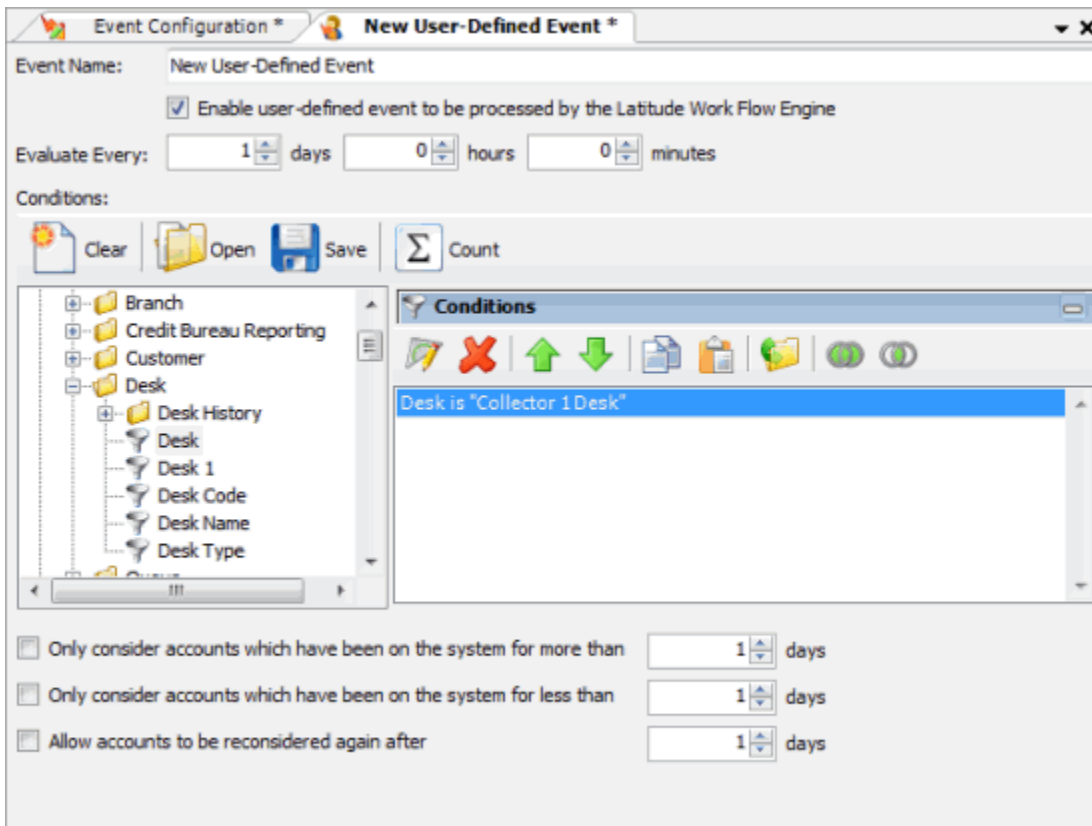 Event Configuration * New User-Defined Event *
Event Name: New User-Defined Event
Enable user-defined event to be processed by the Latitude Work Flow Engine
Evaluate Every: 1 days 0 hours 0 minutes
Conditions:
Clear Open Save Σ Count
Branch
Credit Bureau Reporting
Customer
Desk
Desk History
Desk
Desk 1
Desk Code
Desk Name
Desk Type
Conditions
Desk is "Collector 1 Desk"
Only consider accounts which have been on the system for more than 1 days
Only consider accounts which have been on the system for less than 1 days
Allow accounts to be reconsidered again after 1 days